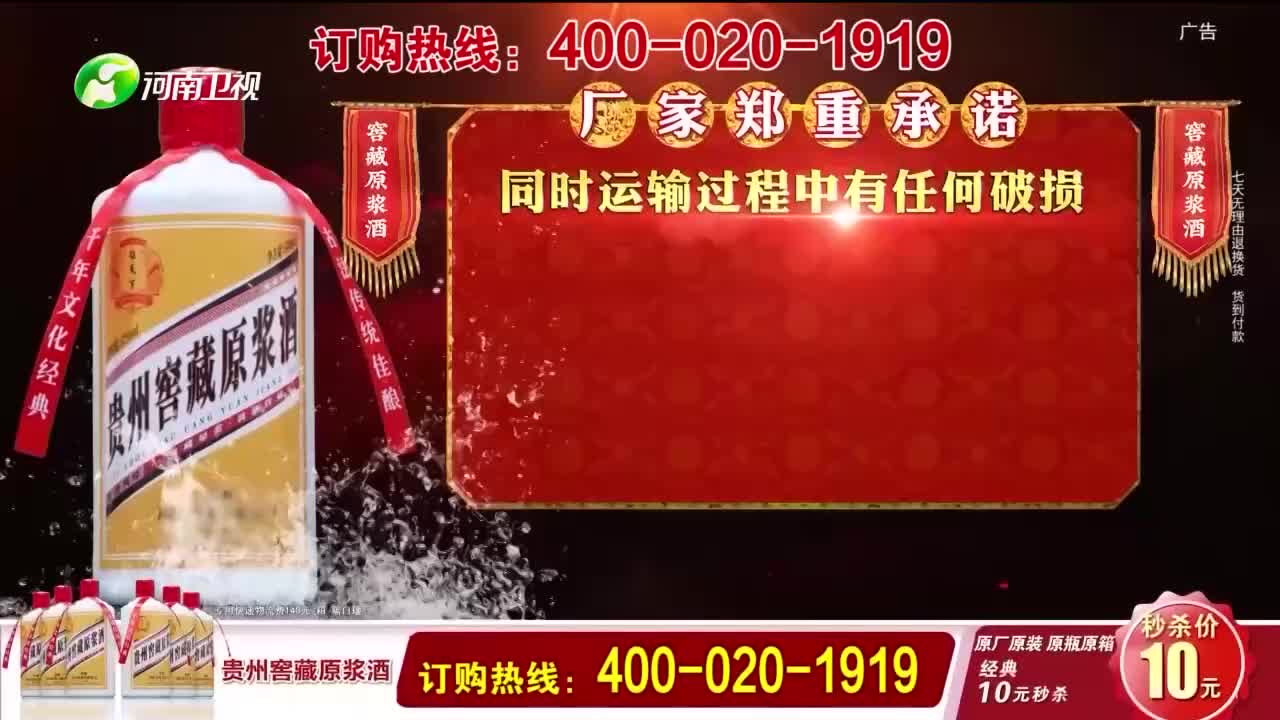 订购热线：400-020-1919
广告
河南卫视
厂家郑重承诺
窖藏原浆酒
窖藏原浆酒
同时运输过程中有任何破损
七天无理由退换货 货到付款
千年文化经典
传统佳酿
贵州窖藏原浆酒
贵州窖藏原浆酒
订购热线：400-020-1919
原厂原装 原瓶原箱
经典
10元秒杀
秒杀价
10元